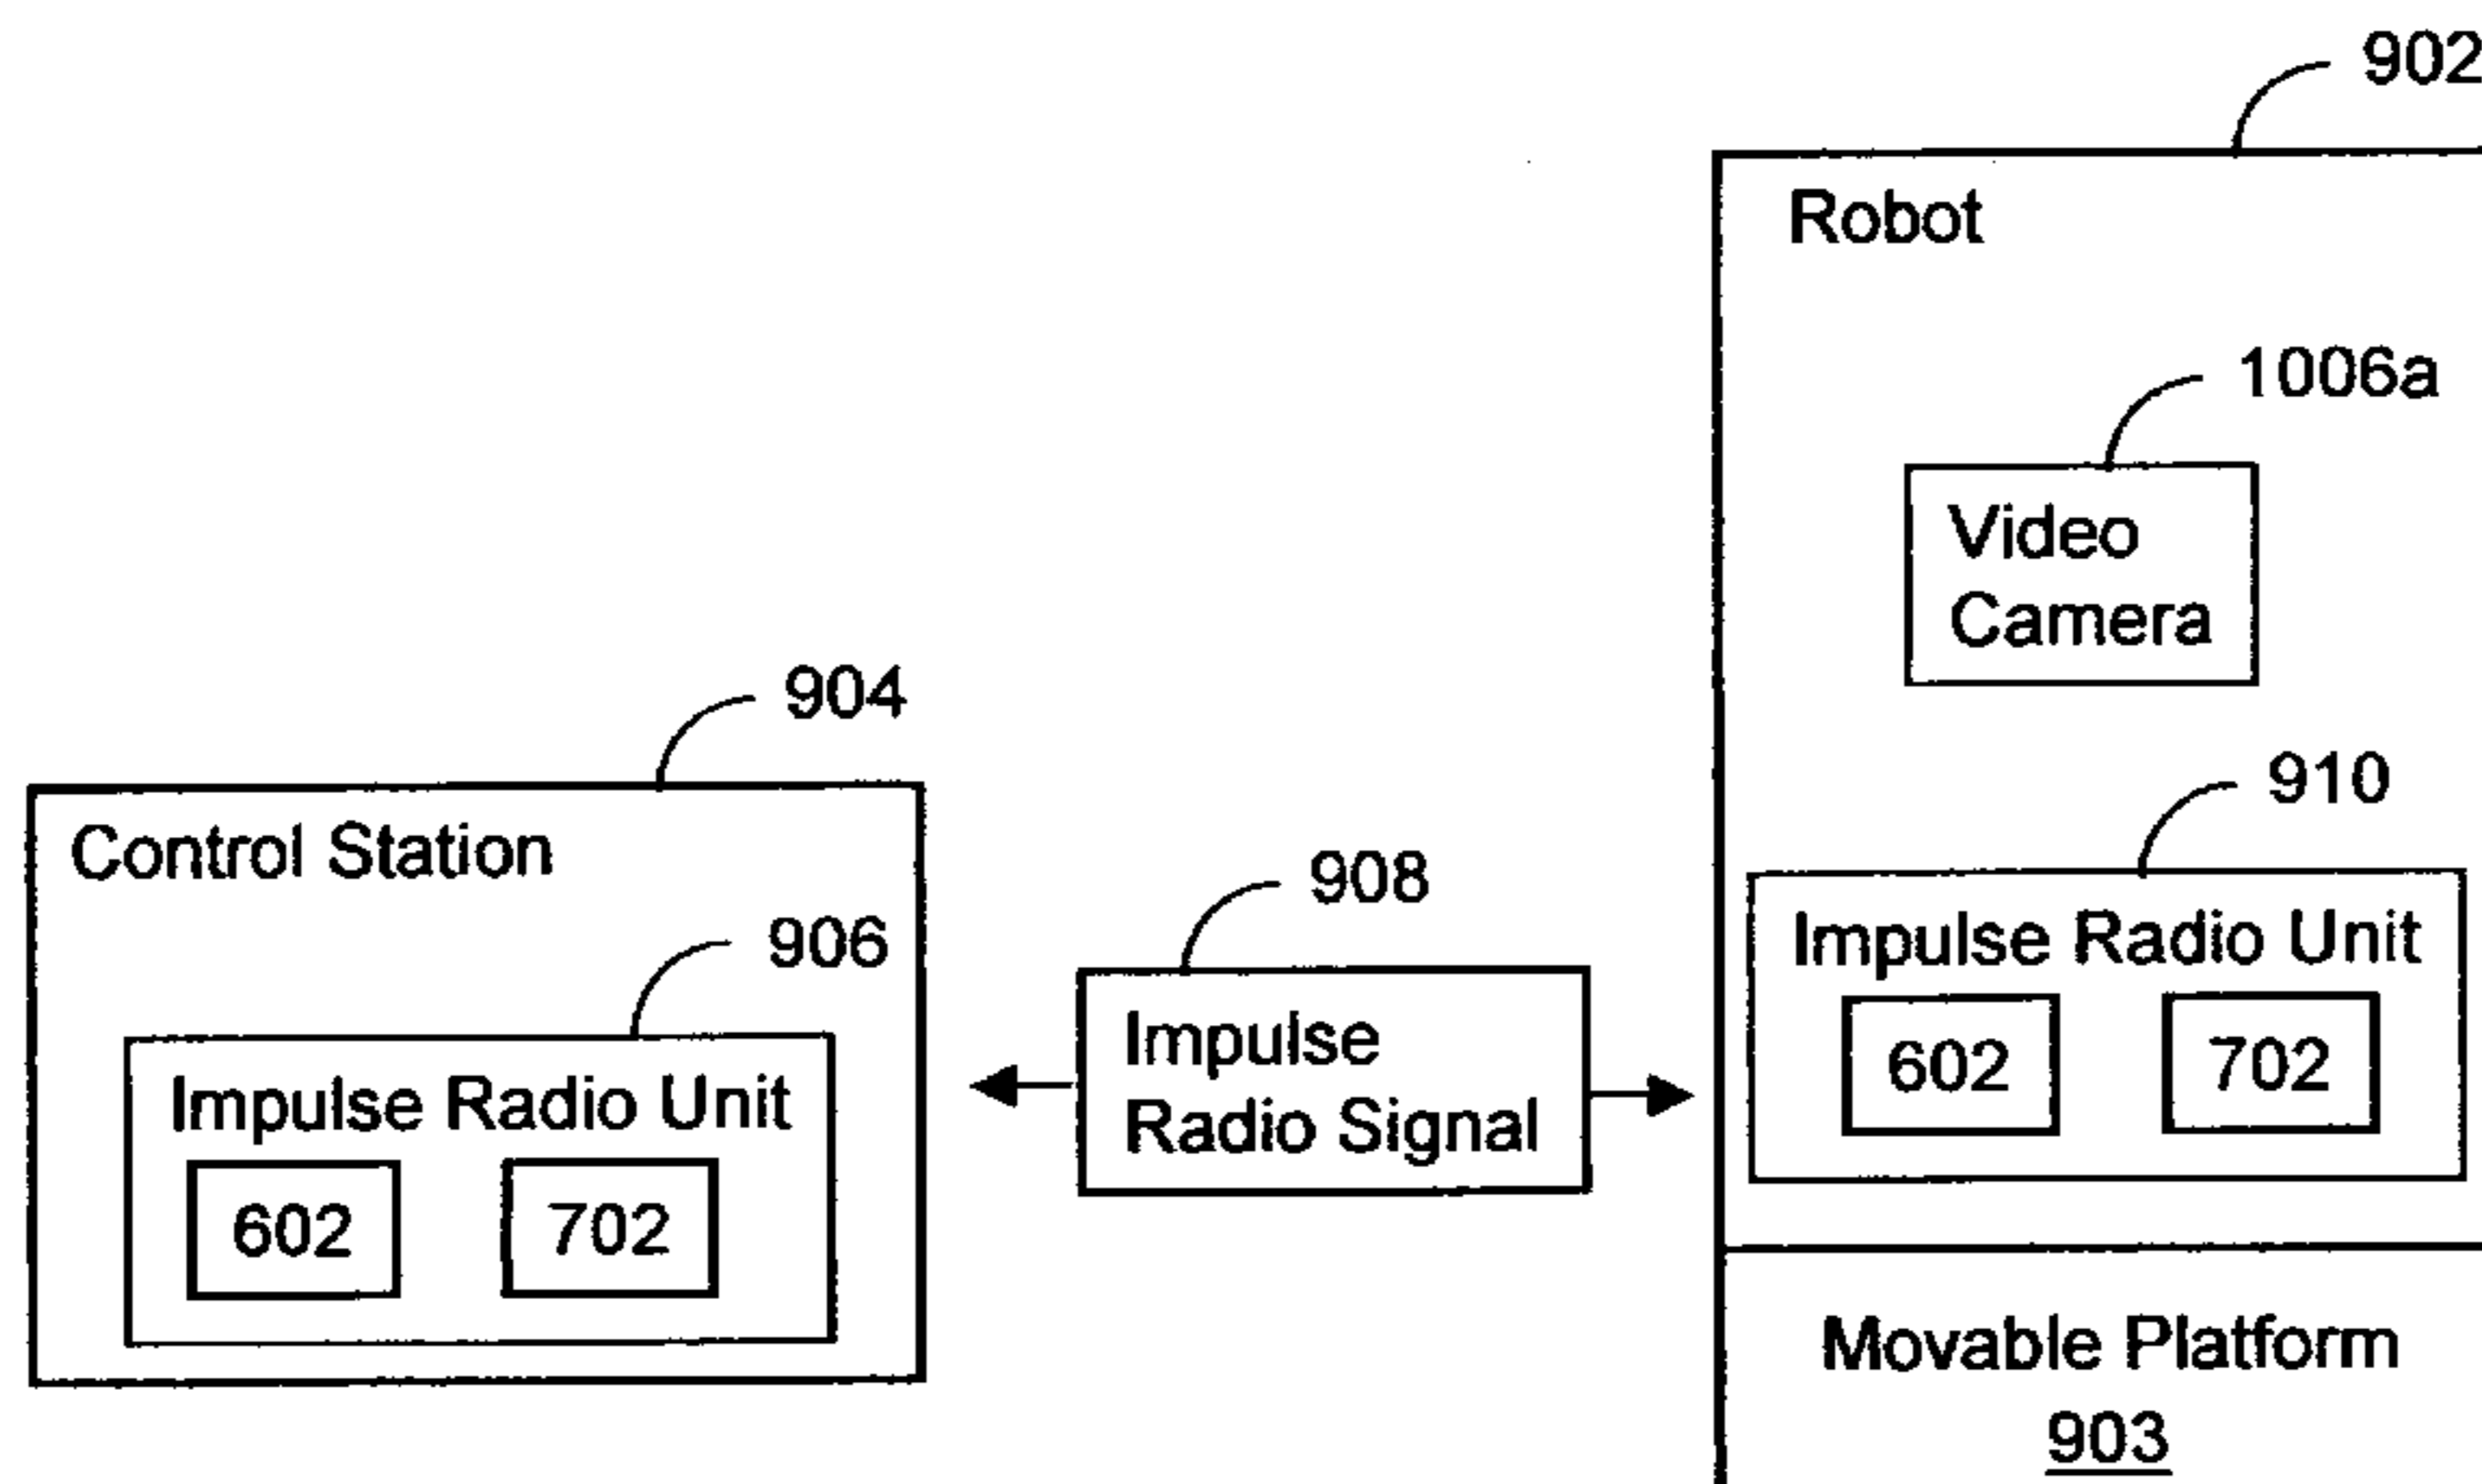 902
Robot
1006a
Video
Camera
904
Control Station
910
908
Impulse Radio Unit
906
602 702
Impulse
Radio Signal
Impulse Radio Unit
602 702
Movable Platform
903